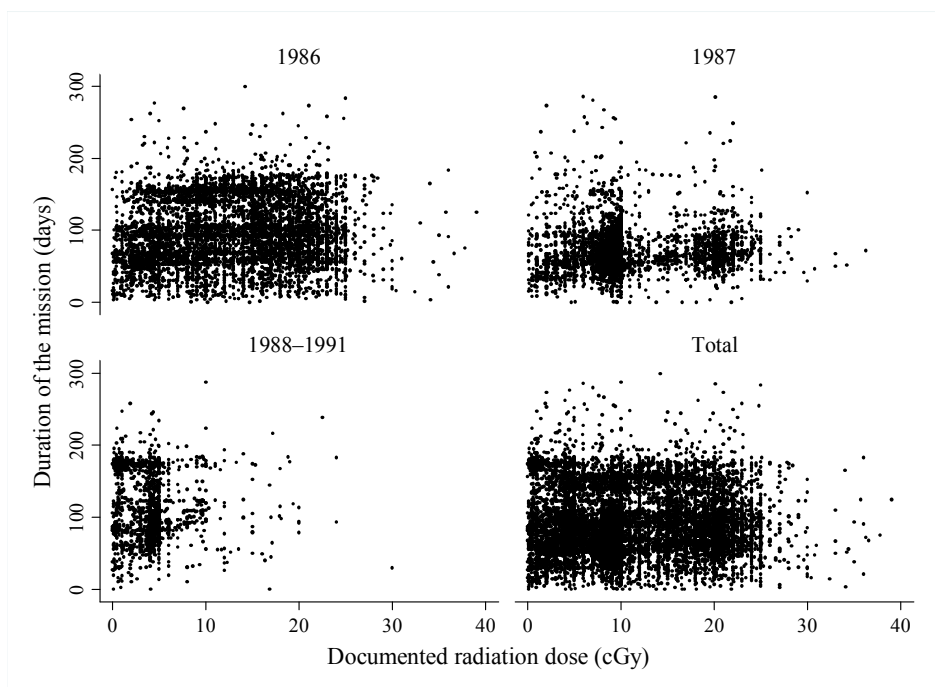 1986
1987
300
200
100
0
1988–1991
Total
300
200
100
0
0 10 20 30 40
0 10 20 30 40
Duration of the mission (days)
Documented radiation dose (cGy)